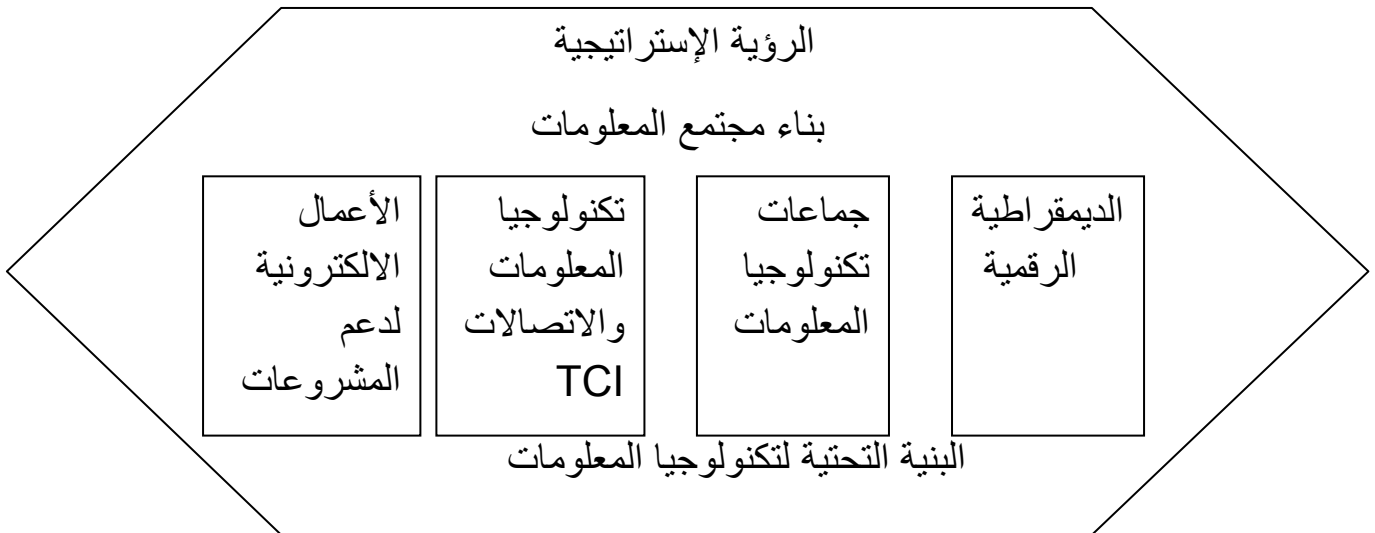 الرؤية الإستراتيجية
بناء مجتمع المعلومات
الديمقراطية
الرقمية
جماعات
تكنولوجيا
المعلومات
تكنولوجيا
المعلومات
والاتصالات
TCI
الأعمال
الالكترونية
لدعم
المشروعات
البنية التحتية لتكنولوجيا المعلومات